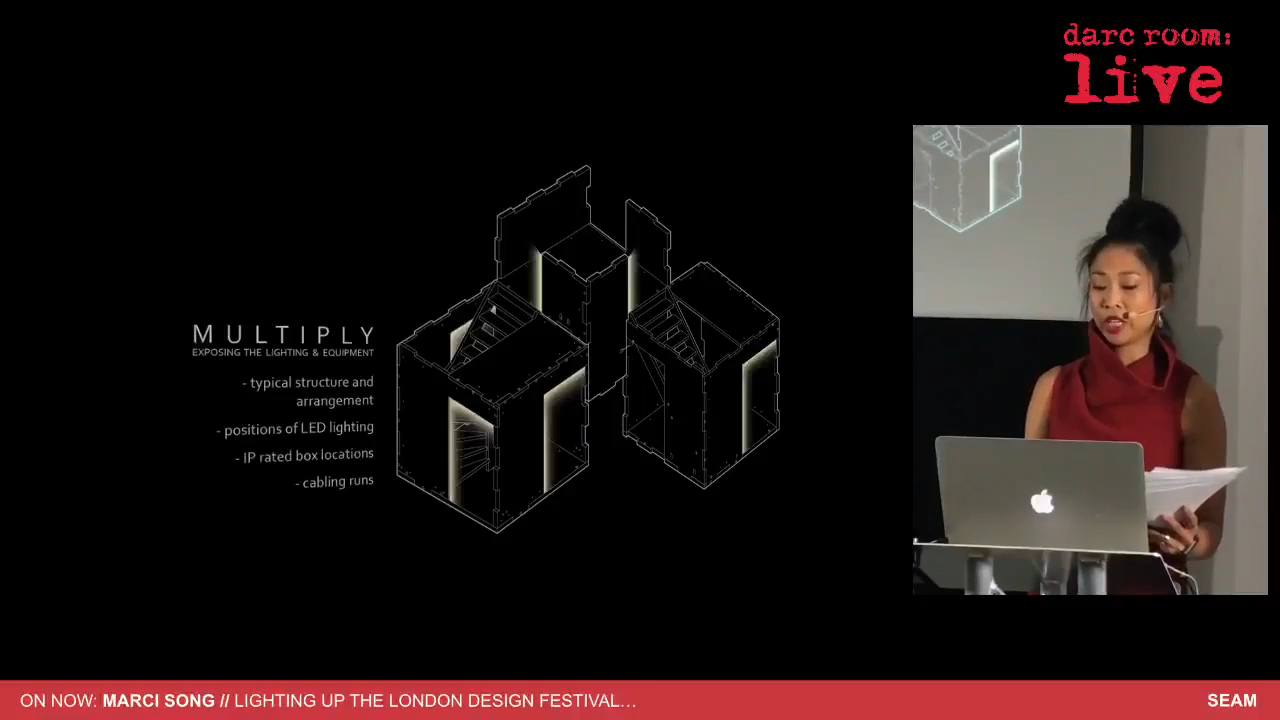 darc room:
live
MULTIPLY
EXPOSING THE LIGHTING & EQUIPMENT
- typical structure and
arrangement
- positions of LED lighting
- IP rated box locations
- cabling runs
ON NOW: MARCI SONG // LIGHTING UP THE LONDON DESIGN FESTIVAL...
SEAM